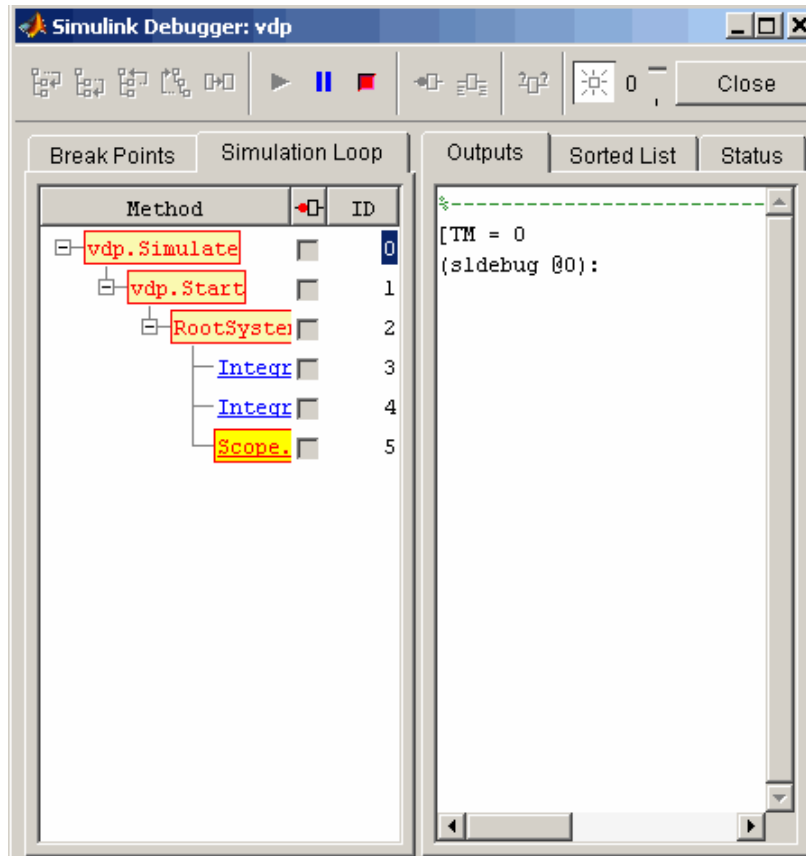 Simulink Debugger: vdp
0
Close
Break Points
Simulation Loop
Outputs
Sorted List
Status
Method
ID
vdp.Simulate
0
vdp.Start
1
RootSyste
2
Integr
3
Integr
4
Scope.
5
%----------------------------
[TM = 0
(sldebug @0):